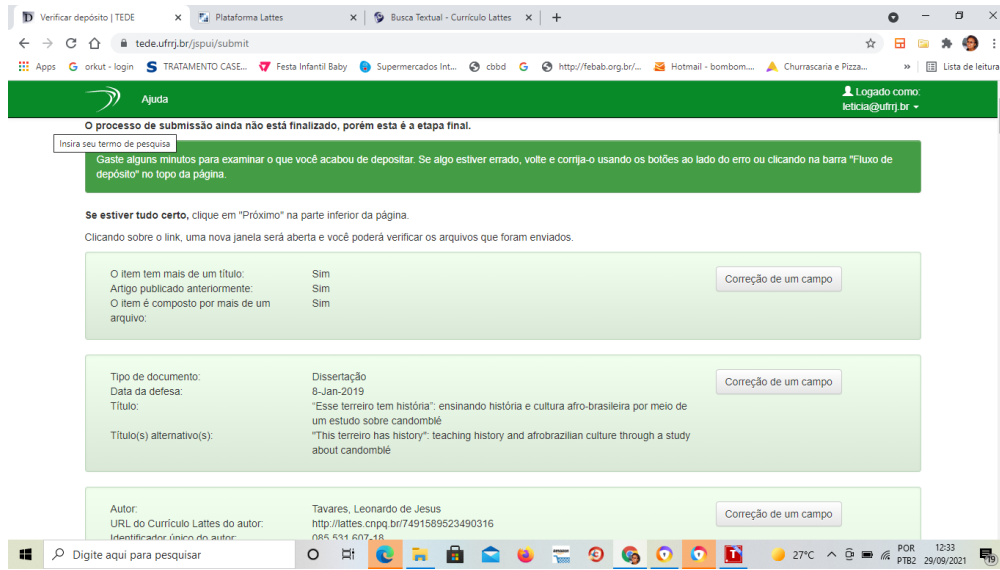 Verificar depósito | TEDE
Plataforma Lattes
Busca Textual - Currículo Lattes
tede.ufrrj.br/jspui/submit
Apps
orkut - login
TRATAMENTO CASE...
Festa Infantil Baby
Supermercados Int...
cbbd
http://febab.org.br/...
Hotmail - bombom....
Churrascaria e Pizza...
»
Lista de leitura
Ajuda
Logado como:
leticia@ufrrj.br
O processo de submissão ainda não está finalizado, porém esta é a etapa final.
Insira seu termo de pesquisa
Gaste alguns minutos para examinar o que você acabou de depositar. Se algo estiver errado, volte e corrija-o usando os botões ao lado do erro ou clicando na barra "Fluxo de
depósito" no topo da página.
Se estiver tudo certo, clique em "Próximo" na parte inferior da página.
Clicando sobre o link, uma nova janela será aberta e você poderá verificar os arquivos que foram enviados.
O item tem mais de um título: Sim
Correção de um campo
Artigo publicado anteriormente: Sim
O item é composto por mais de um Sim
arquivo:
Tipo de documento: Dissertação
Correção de um campo
Data da defesa: 8-Jan-2019
Título: "Esse terreiro tem história": ensinando história e cultura afro-brasileira por meio de
um estudo sobre candomblé
Título(s) alternativo(s): "This terreiro has history": teaching history and afrobrazilian culture through a study
about candomblé
Autor: Tavares, Leonardo de Jesus
Correção de um campo
URL do Currículo Lattes do autor: http://lattes.cnpq.br/7491589523490316
Identificador único do autor: 085.531.607-18
Digite aqui para pesquisar
27°C
POR
PTB2
12:33
29/09/2021
19